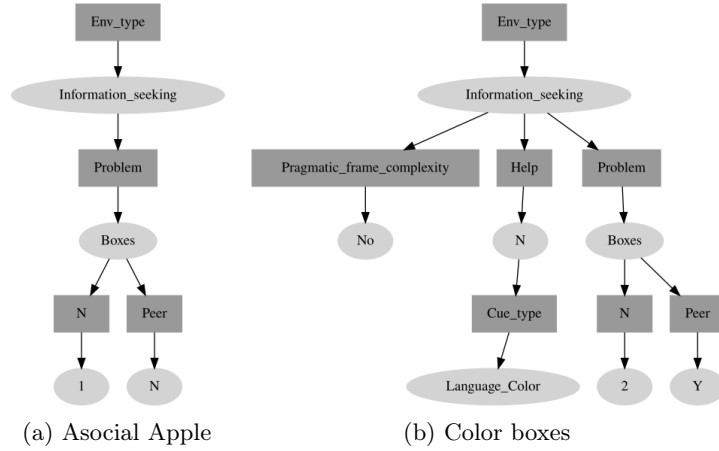 Env_type
Information_seeking
Problem
Boxes
N Peer
1 N
(a) Asocial Apple
Env_type
Information_seeking
Pragmatic_frame_complexity Help Problem
No N Boxes
Cue_type N Peer
Language_Color 2 Y
(b) Color boxes